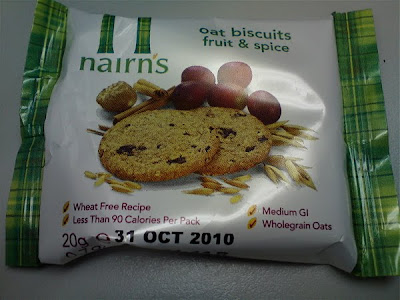 nairn's
oat biscuits
fruit & spice
Wheat Free Recipe
Less Than 90 Calories Per Pack
Medium GI
Wholegrain Oats
20g e 31 OCT 2010